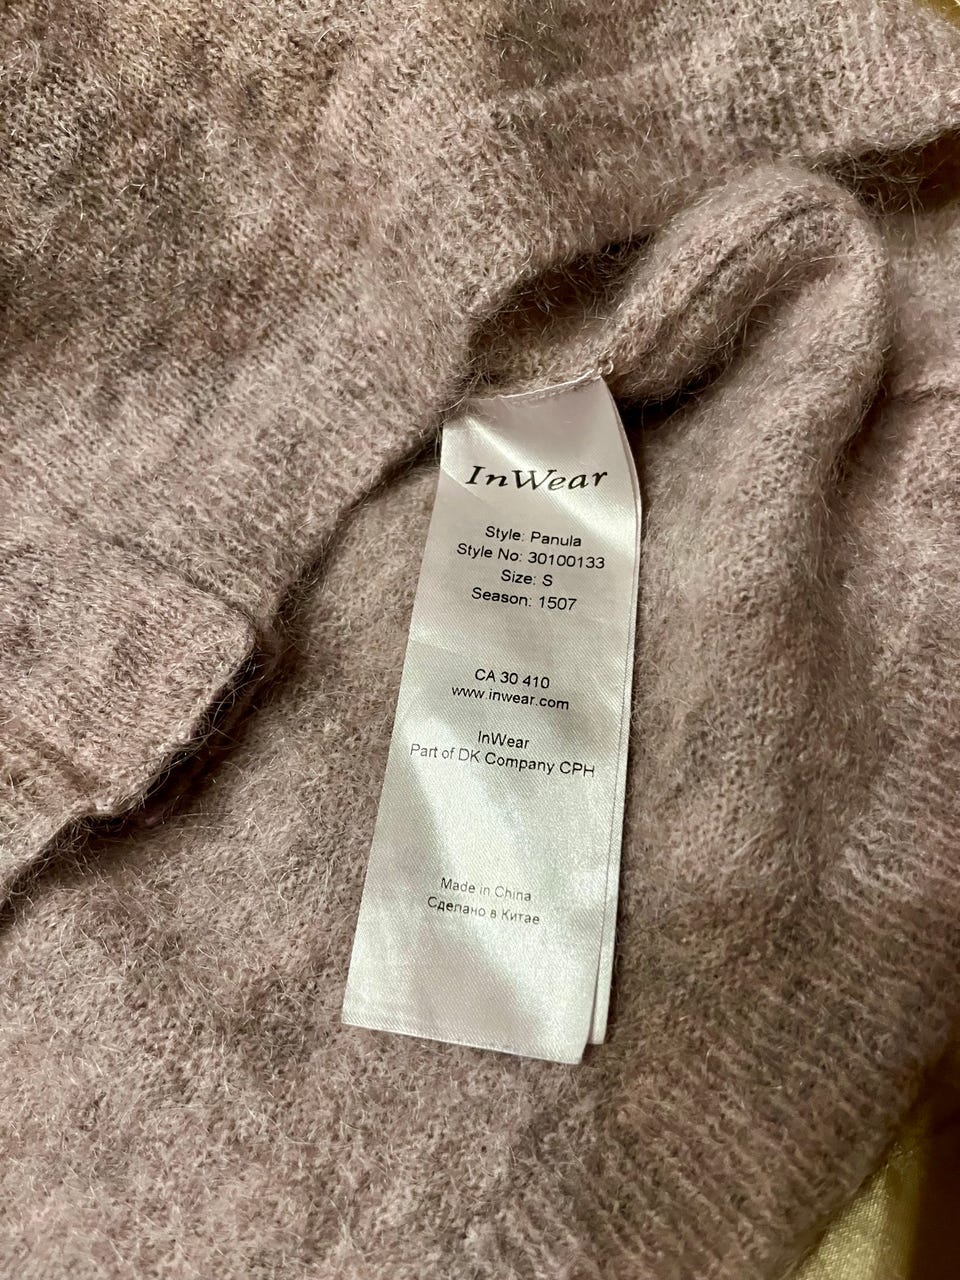 InWear
Style: Panula
Style No: 30100133
Size: S
Season: 1507
CA 30 410
www.inwear.com
InWear
Part of DK Company CPH
Made in China
Сделано в Китае